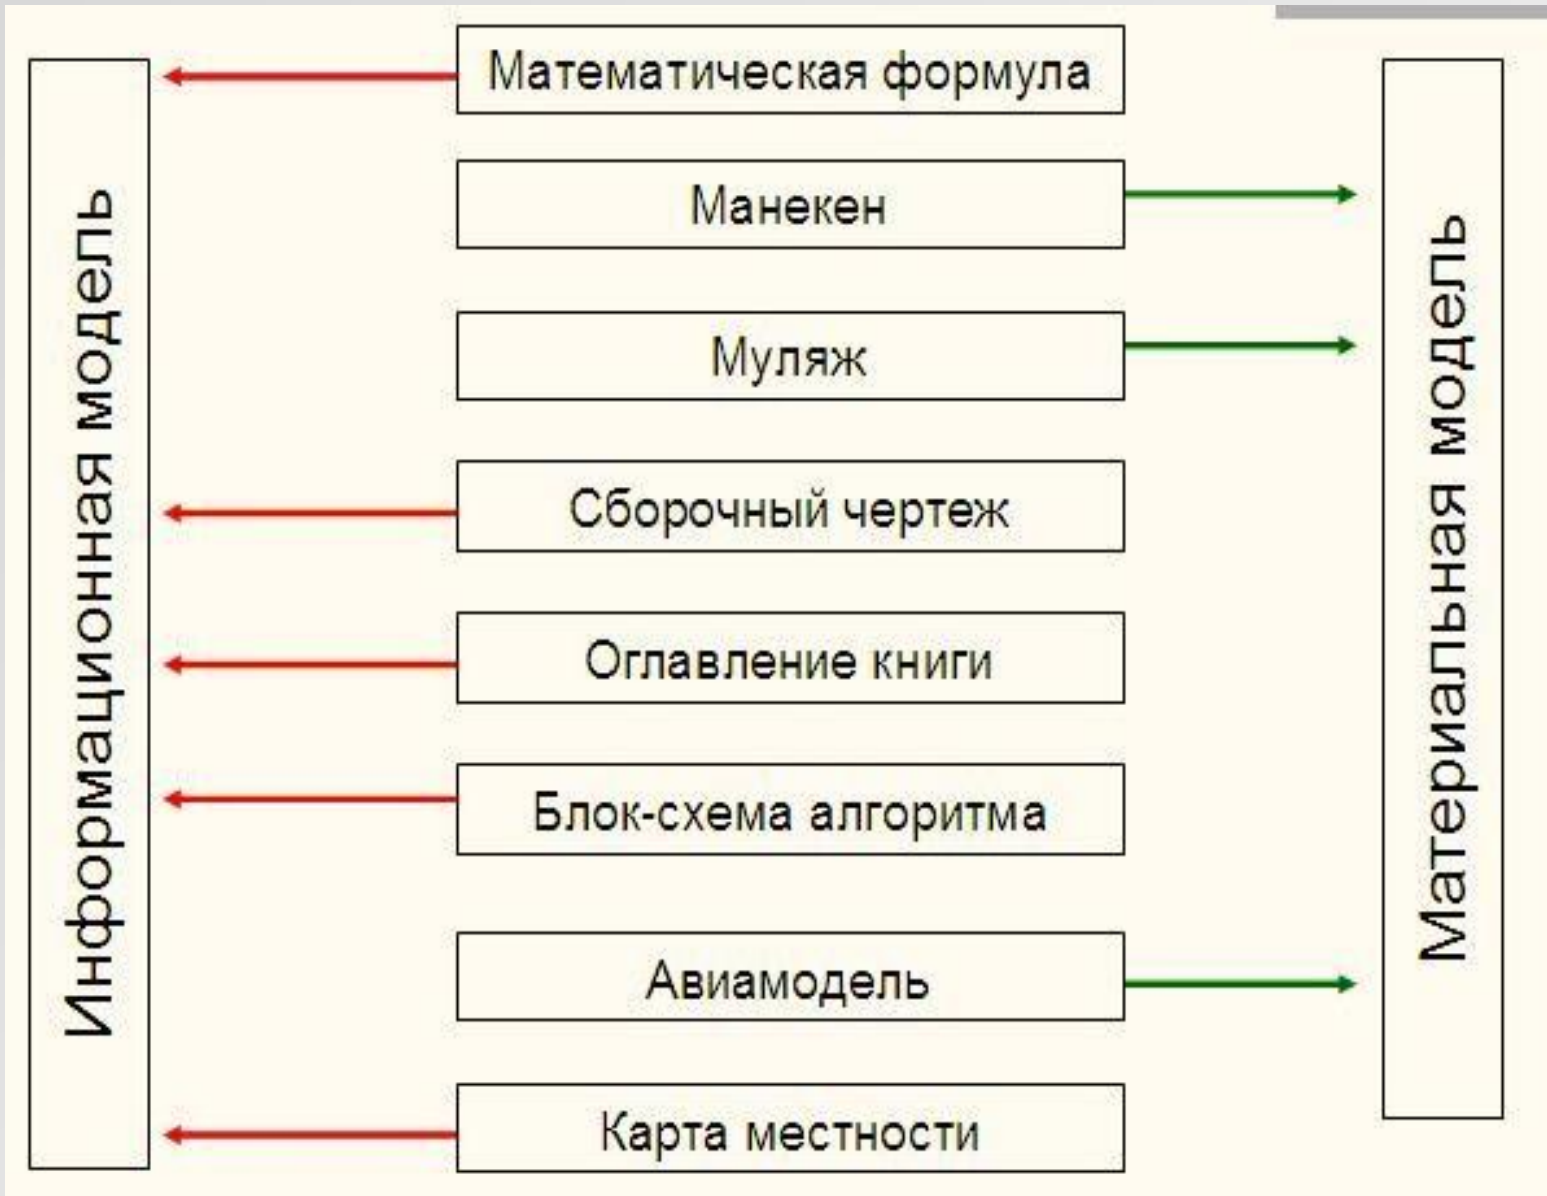 Информационная модель
Математическая формула
Манекен
Муляж
Сборочный чертеж
Оглавление книги
Блок-схема алгоритма
Авиамодель
Карта местности
Материальная модель